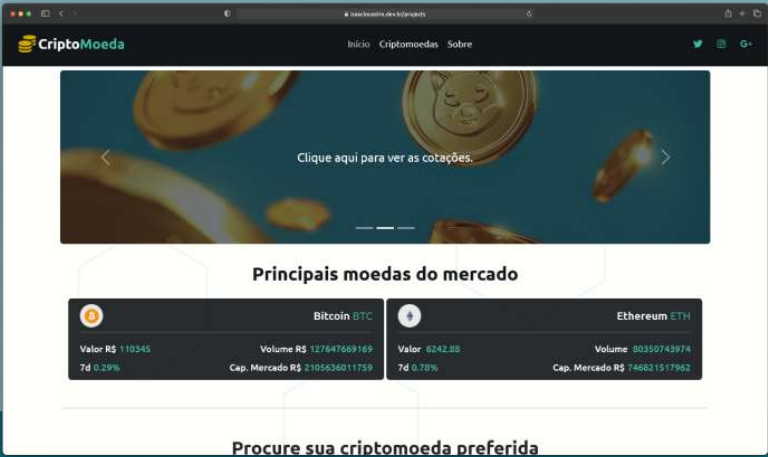 CriptoMoeda
Início Criptomoedas Sobre
G+
Clique aqui para ver as cotações.
Principais moedas do mercado
Bitcoin BTC
Valor R$ 110345 Volume R$ 127647669169
7d 0.29% Cap. Mercado R$ 2105636011759
Ethereum ETH
Valor 6242.88 Volume 80350743974
7d 0.78% Cap. Mercado R$ 746821517962
Procure sua criptomoeda preferida